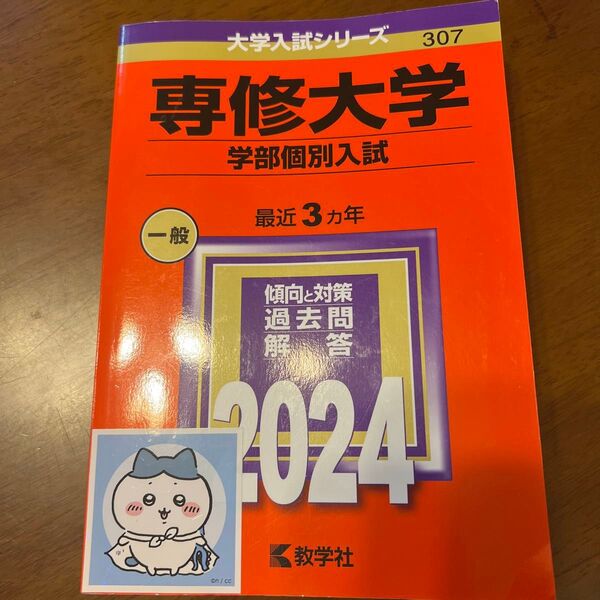 大学入試シリーズ
307
専修大学
学部個別入試
最近3カ年
一般
傾向と対策
過去問
解答
2024
教学社
©n / cc